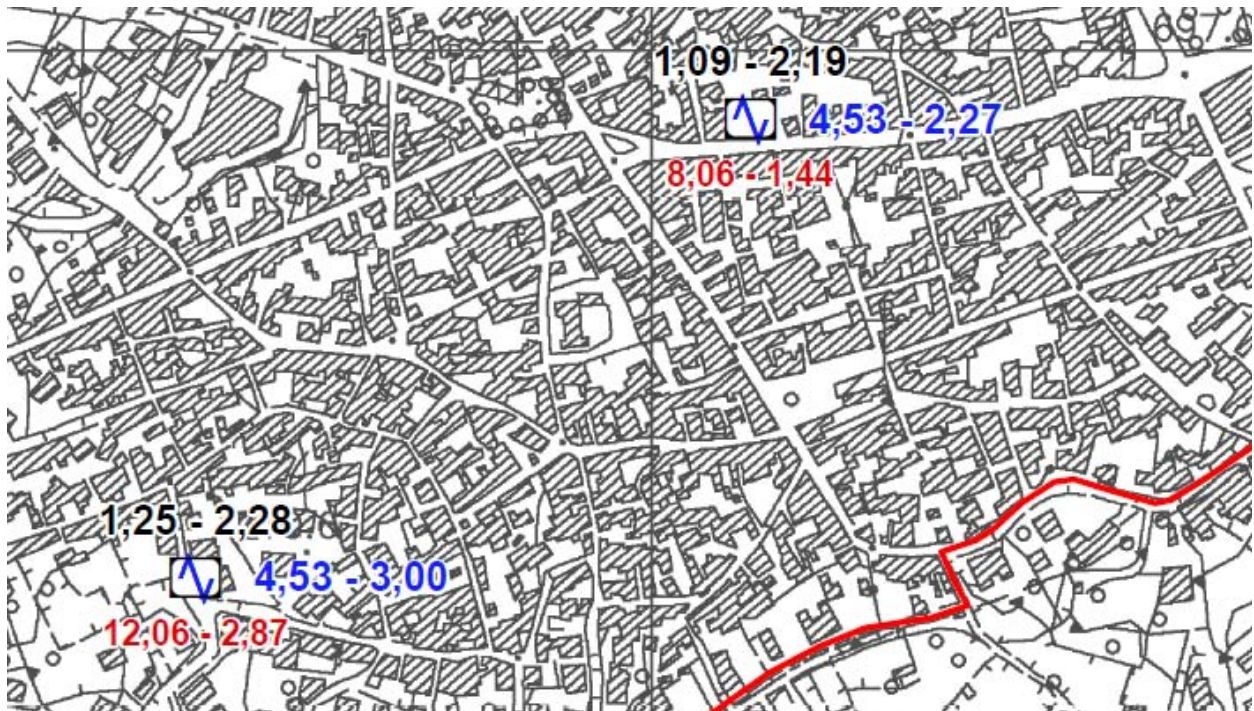 1,09 - 2,19
4,53 - 2,27
8,06 - 1,44
1,25 - 2,28
4,53 - 3,00
12,06 - 2,87